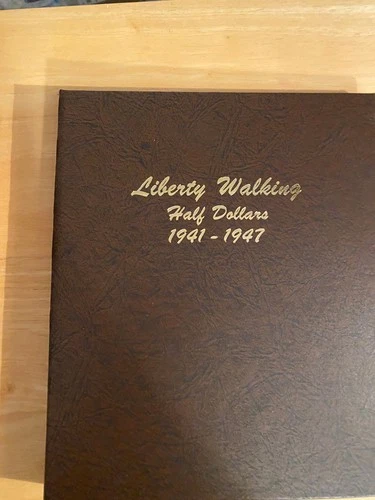 Liberty Walking
Half Dollars
1941 - 1947